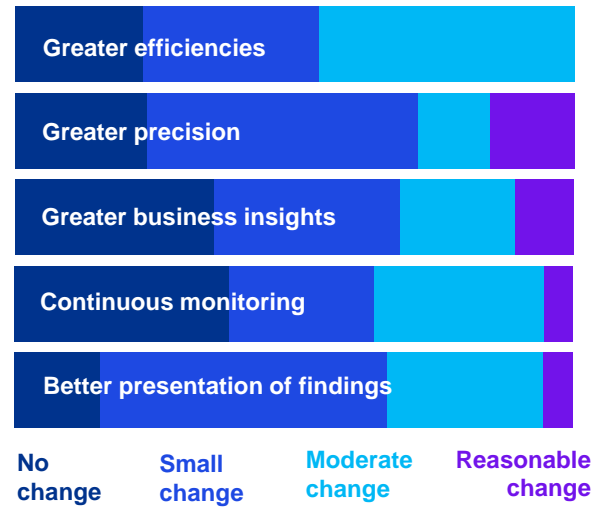 Greater efficiencies
Greater precision
Greater business insights
Continuous monitoring
Better presentation of findings
No
change
Small
change
Moderate
change
Reasonable
change